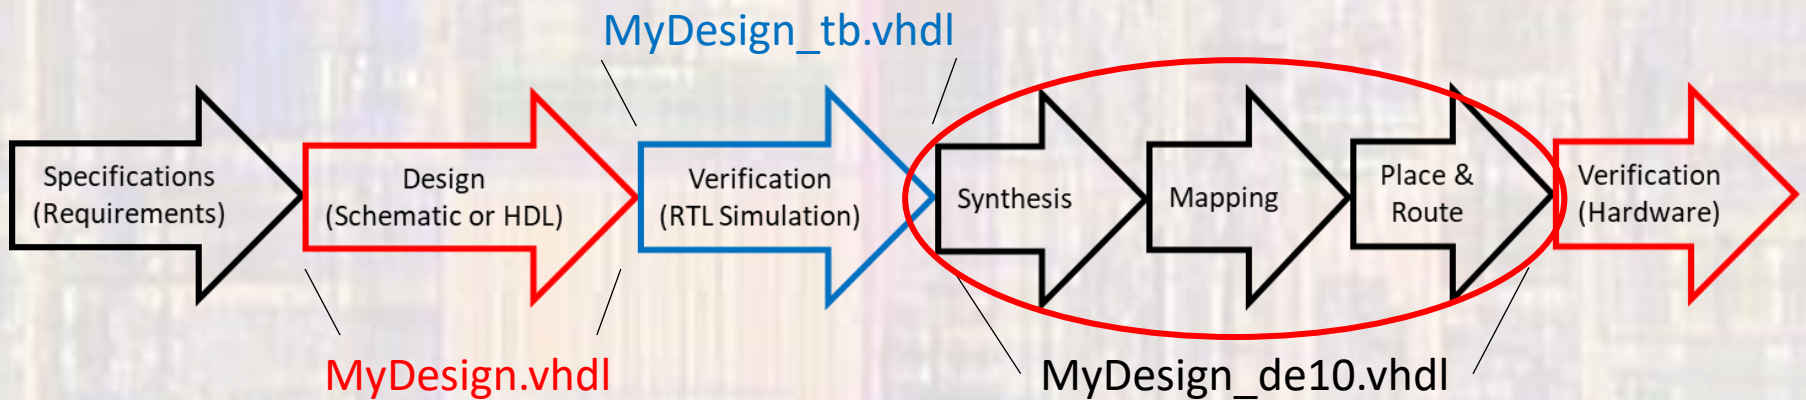 MyDesign_tb.vhdl
Specifications
(Requirements)
Design
(Schematic or HDL)
Verification
(RTL Simulation)
Synthesis
Mapping
Place &
Route
Verification
(Hardware)
MyDesign.vhdl
MyDesign_de10.vhdl